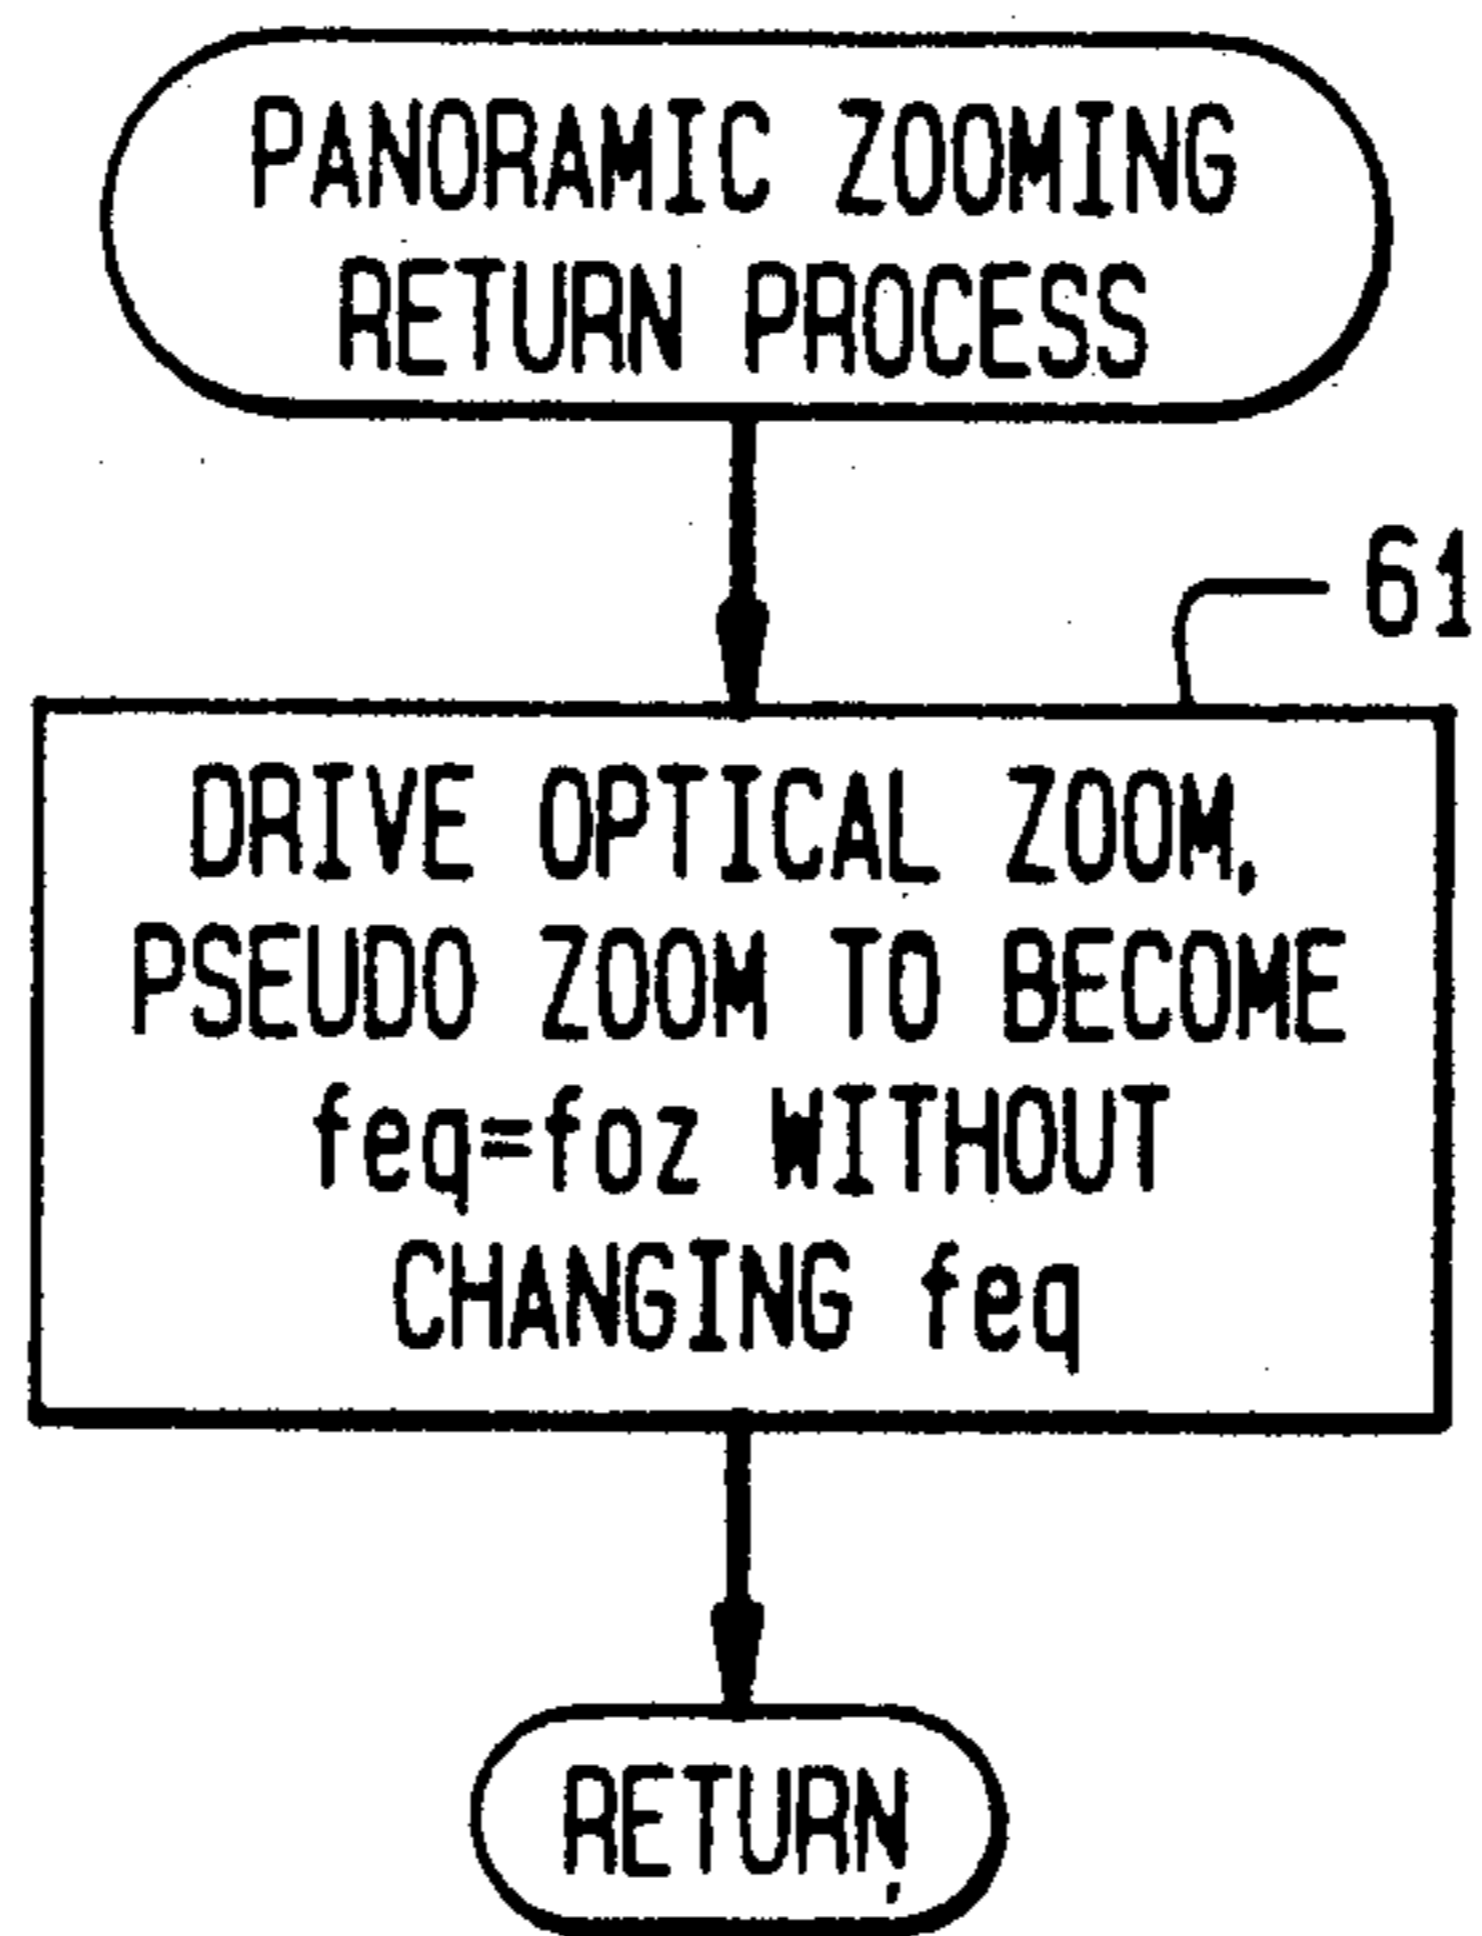 PANORAMIC ZOOMING
RETURN PROCESS
61
DRIVE OPTICAL ZOOM,
PSEUDO ZOOM TO BECOME
feq=foz WITHOUT
CHANGING feq
RETURN